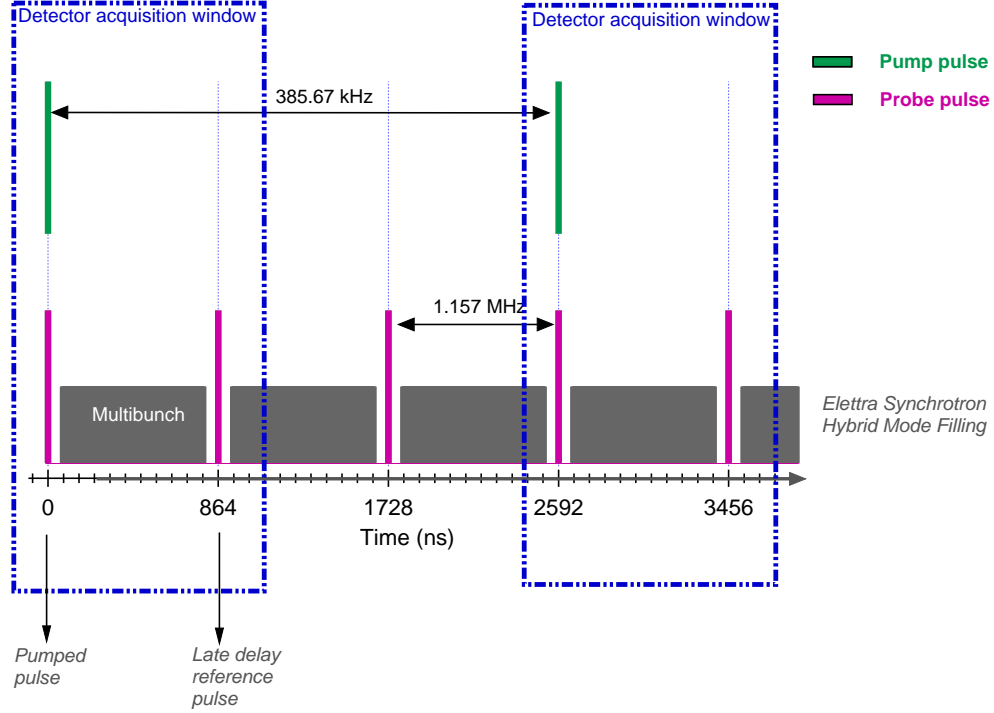 Detector acquisition window
Detector acquisition window
Pump pulse
Probe pulse
385.67 kHz
1.157 MHz
Multibunch
Elettra Synchrotron
Hybrid Mode Filling
0
864
1728
2592
3456
Time (ns)
Pumped
pulse
Late delay
reference
pulse